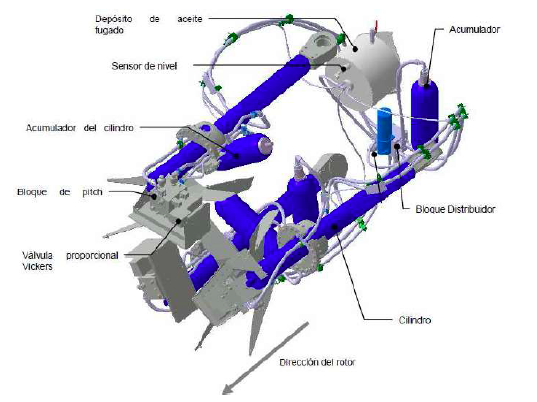 Depósito de aceite
fugado
Acumulador
Sensor de nivel
Acumulador del cilindro
Bloque de pitch
Bloque Distribuidor
Válvula proporcional
Vickers
Cilindro
Dirección del rotor